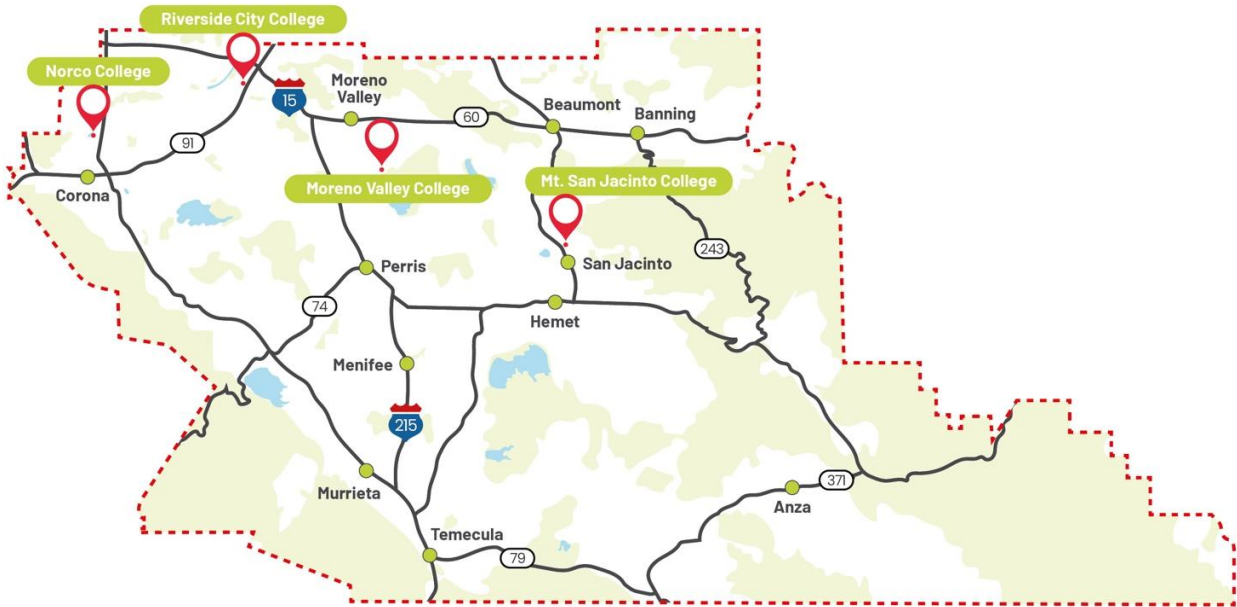 Riverside City College
Norco College
Moreno
Valley
15
Beaumont
60
Banning
91
Corona
Moreno Valley College
Mt. San Jacinto College
243
Perris
San Jacinto
74
Hemet
Menifee
215
Murrieta
371
Anza
Temecula
79